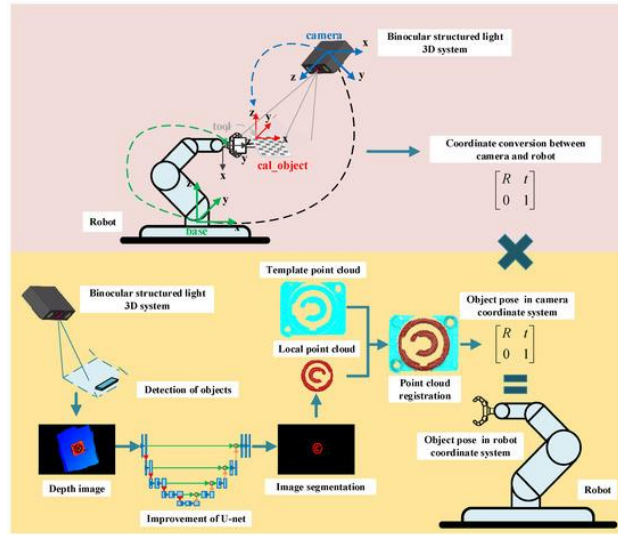 camera
x
z
y
Binocular structured light
3D system
tool
z
y
x
cal_object
y
x
z
y
x
base
Robot
Coordinate conversion between
camera and robot
R t
0 1
Binocular structured light
3D system
Template point cloud
Local point cloud
Object pose in camera
coordinate system
R t
0 1
Point cloud
registration
Detection of objects
Object pose in robot
coordinate system
Depth image
Image segmentation
Improvement of U-net
Robot